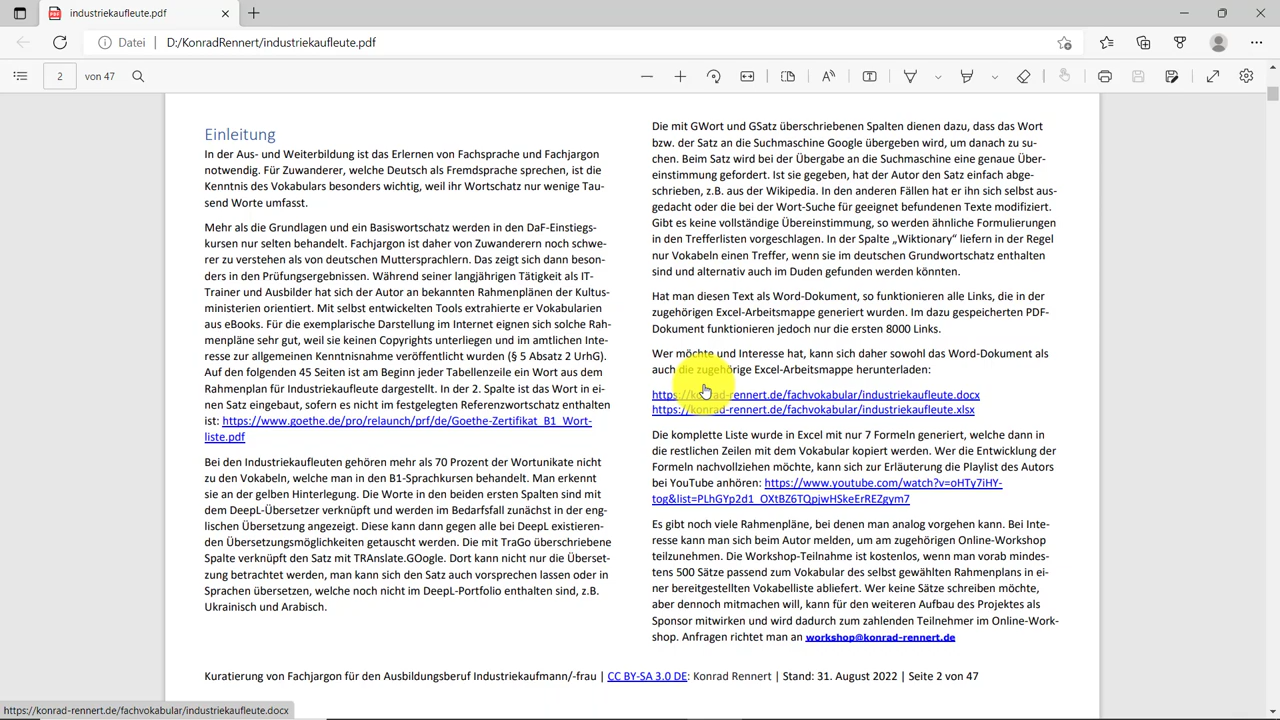 industriekaufleute.pdf
Datei
D:/KonradRennert/industriekaufleute.pdf
2
von 47
Einleitung
In der Aus- und Weiterbildung ist das Erlernen von Fachsprache und Fachjargon
notwendig. Für Zuwanderer, welche Deutsch als Fremdsprache sprechen, ist die
Kenntnis des Vokabulars besonders wichtig, weil ihr Wortschatz nur wenige Tau-
send Worte umfasst.
Mehr als die Grundlagen und ein Basiswortschatz werden in den DaF-Einstiegs-
kursen nur selten behandelt. Fachjargon ist daher von Zuwanderern noch schwe-
rer zu verstehen als von deutschen Muttersprachlern. Das zeigt sich dann beson-
ders in den Prüfungsergebnissen. Während seiner langjährigen Tätigkeit als IT-
Trainer und Ausbilder hat sich der Autor an bekannten Rahmenplänen der Kultus-
ministerien orientiert. Mit selbst entwickelten Tools extrahierte er Vokabularien
aus eBooks. Für die exemplarische Darstellung im Internet eignen sich solche Rah-
menpläne sehr gut, weil sie keinen Copyrights unterliegen und im amtlichen Inte-
resse zur allgemeinen Kenntnisnahme veröffentlicht wurden (§ 5 Absatz 2 UrhG).
Auf den folgenden 45 Seiten ist am Beginn jeder Tabellenzeile ein Wort aus dem
Rahmenplan für Industriekaufleute dargestellt. In der 2. Spalte ist das Wort in ei-
nen Satz eingebaut, sofern es nicht im festgelegten Referenzwortschatz enthalten
ist: https://www.goethe.de/pro/relaunch/prf/de/Goethe-Zertifikat_B1_Wort-
liste.pdf
Bei den Industriekaufleuten gehören mehr als 70 Prozent der Wortunikate nicht
zu den Vokabeln, welche man in den B1-Sprachkursen behandelt. Man erkennt
sie an der gelben Hinterlegung. Die Worte in den beiden ersten Spalten sind mit
dem DeepL-Übersetzer verknüpft und werden im Bedarfsfall zunächst in der eng-
lischen Übersetzung angezeigt. Diese kann dann gegen alle bei DeepL existieren-
den Übersetzungsmöglichkeiten getauscht werden. Die mit TraGo überschriebene
Spalte verknüpft den Satz mit TRAnslate.GOogle. Dort kann nicht nur die Überset-
zung betrachtet werden, man kann sich den Satz auch vorsprechen lassen oder in
Sprachen übersetzen, welche noch nicht im DeepL-Portfolio enthalten sind, z.B.
Ukrainisch und Arabisch.
Die mit GWort und GSatz überschriebenen Spalten dienen dazu, dass das Wort
bzw. der Satz an die Suchmaschine Google übergeben wird, um danach zu su-
chen. Beim Satz wird bei der Übergabe an die Suchmaschine eine genaue Über-
einstimmung gefordert. Ist sie gegeben, hat der Autor den Satz einfach abge-
schrieben, z.B. aus der Wikipedia. In den anderen Fällen hat er ihn sich selbst aus-
gedacht oder die bei der Wort-Suche für geeignet befundenen Texte modifiziert.
Gibt es keine vollständige Übereinstimmung, so werden ähnliche Formulierungen
in den Trefferlisten vorgeschlagen. In der Spalte „Wiktionary“ liefern in der Regel
nur Vokabeln einen Treffer, wenn sie im deutschen Grundwortschatz enthalten
sind und alternativ auch im Duden gefunden werden könnten.
Hat man diesen Text als Word-Dokument, so funktionieren alle Links, die in der
zugehörigen Excel-Arbeitsmappe generiert wurden. Im dazu gespeicherten PDF-
Dokument funktionieren jedoch nur die ersten 8000 Links.
Wer möchte und Interesse hat, kann sich daher sowohl das Word-Dokument als
auch die zugehörige Excel-Arbeitsmappe herunterladen:
https://konrad-rennert.de/fachvokabular/industriekaufleute.docx
https://konrad-rennert.de/fachvokabular/industriekaufleute.xlsx
Die komplette Liste wurde in Excel mit nur 7 Formeln generiert, welche dann in
die restlichen Zeilen mit dem Vokabular kopiert werden. Wer die Entwicklung der
Formeln nachvollziehen möchte, kann sich zur Erläuterung die Playlist des Autors
bei YouTube anhören: https://www.youtube.com/watch?v=oHTy7iHY-
tog&list=PLhGYp2d1_OXtBZ6TQpjwHSkeErREZgym7
Es gibt noch viele Rahmenpläne, bei denen man analog vorgehen kann. Bei Inte-
resse kann man sich beim Autor melden, um am zugehörigen Online-Workshop
teilzunehmen. Die Workshop-Teilnahme ist kostenlos, wenn man vorab mindes-
tens 500 Sätze passend zum Vokabular des selbst gewählten Rahmenplans in ei-
ner bereitgestellten Vokabelliste abliefert. Wer keine Sätze schreiben möchte,
aber dennoch mitmachen will, kann für den weiteren Aufbau des Projektes als
Sponsor mitwirken und wird dadurch zum zahlenden Teilnehmer im Online-Work-
shop. Anfragen richtet man an workshop@konrad-rennert.de
Kuratierung von Fachjargon für den Ausbildungsberuf Industriekaufmann/-frau | CC BY-SA 3.0 DE: Konrad Rennert | Stand: 31. August 2022 | Seite 2 von 47
https://konrad-rennert.de/fachvokabular/industriekaufleute.docx